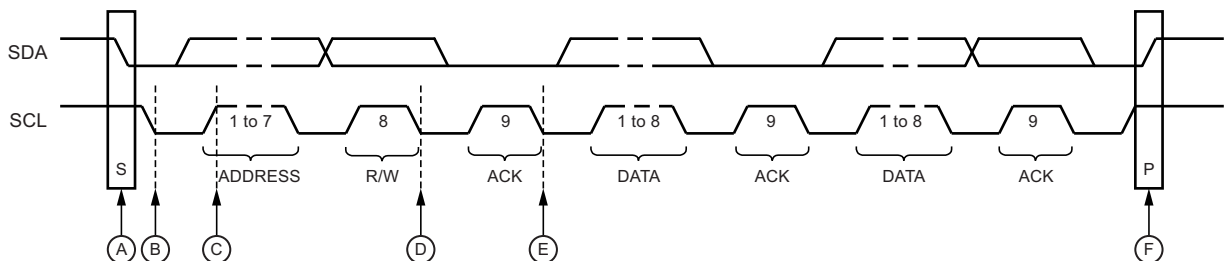 SDA
SCL
1 to 7
8
9
1 to 8
9
1 to 8
9
S
ADDRESS
R/W
ACK
DATA
ACK
DATA
ACK
P
A
B
C
D
E
F